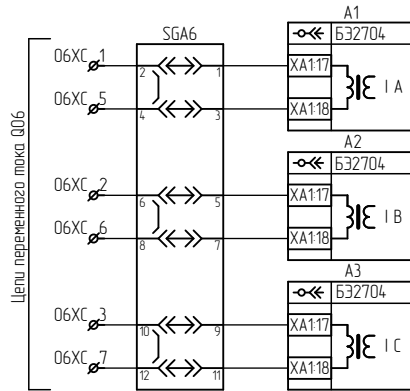 SGA6
A1
БЭ2704
06XC 1
2
1
XA1:17
I A
06XC 5
4
3
XA1:18
A2
БЭ2704
06XC 2
6
5
XA1:17
I B
06XC 6
8
7
XA1:18
A3
БЭ2704
06XC 3
10
9
XA1:17
I C
06XC 7
12
11
XA1:18
Цепи переменного тока Q06